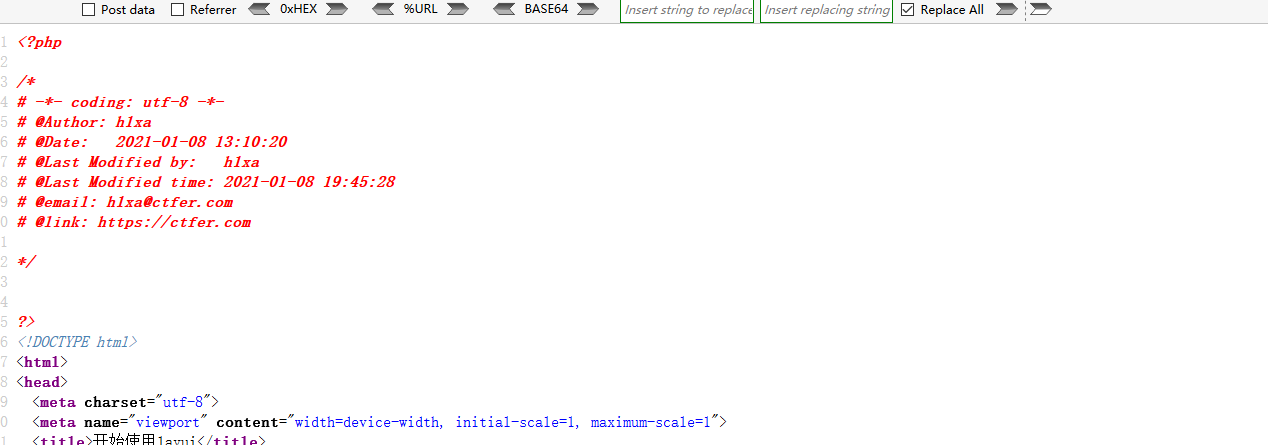 Post data Referrer 0xHEX %URL BASE64 Insert string to replace Insert replacing string Replace All
1 <?php
2
3 /*
4 # -*- coding: utf-8 -*-
5 # @Author: h1xa
6 # @Date:   2021-01-08 13:10:20
7 # @Last Modified by:   h1xa
8 # @Last Modified time: 2021-01-08 19:45:28
9 # @email: h1xa@ctfer.com
0 # @link: https://ctfer.com
1
2 */
3
4
5 ?>
6 <!DOCTYPE html>
7 <html>
8 <head>
9   <meta charset="utf-8">
0   <meta name="viewport" content="width=device-width, initial-scale=1, maximum-scale=1">
1   <title>开始使用layui</title>